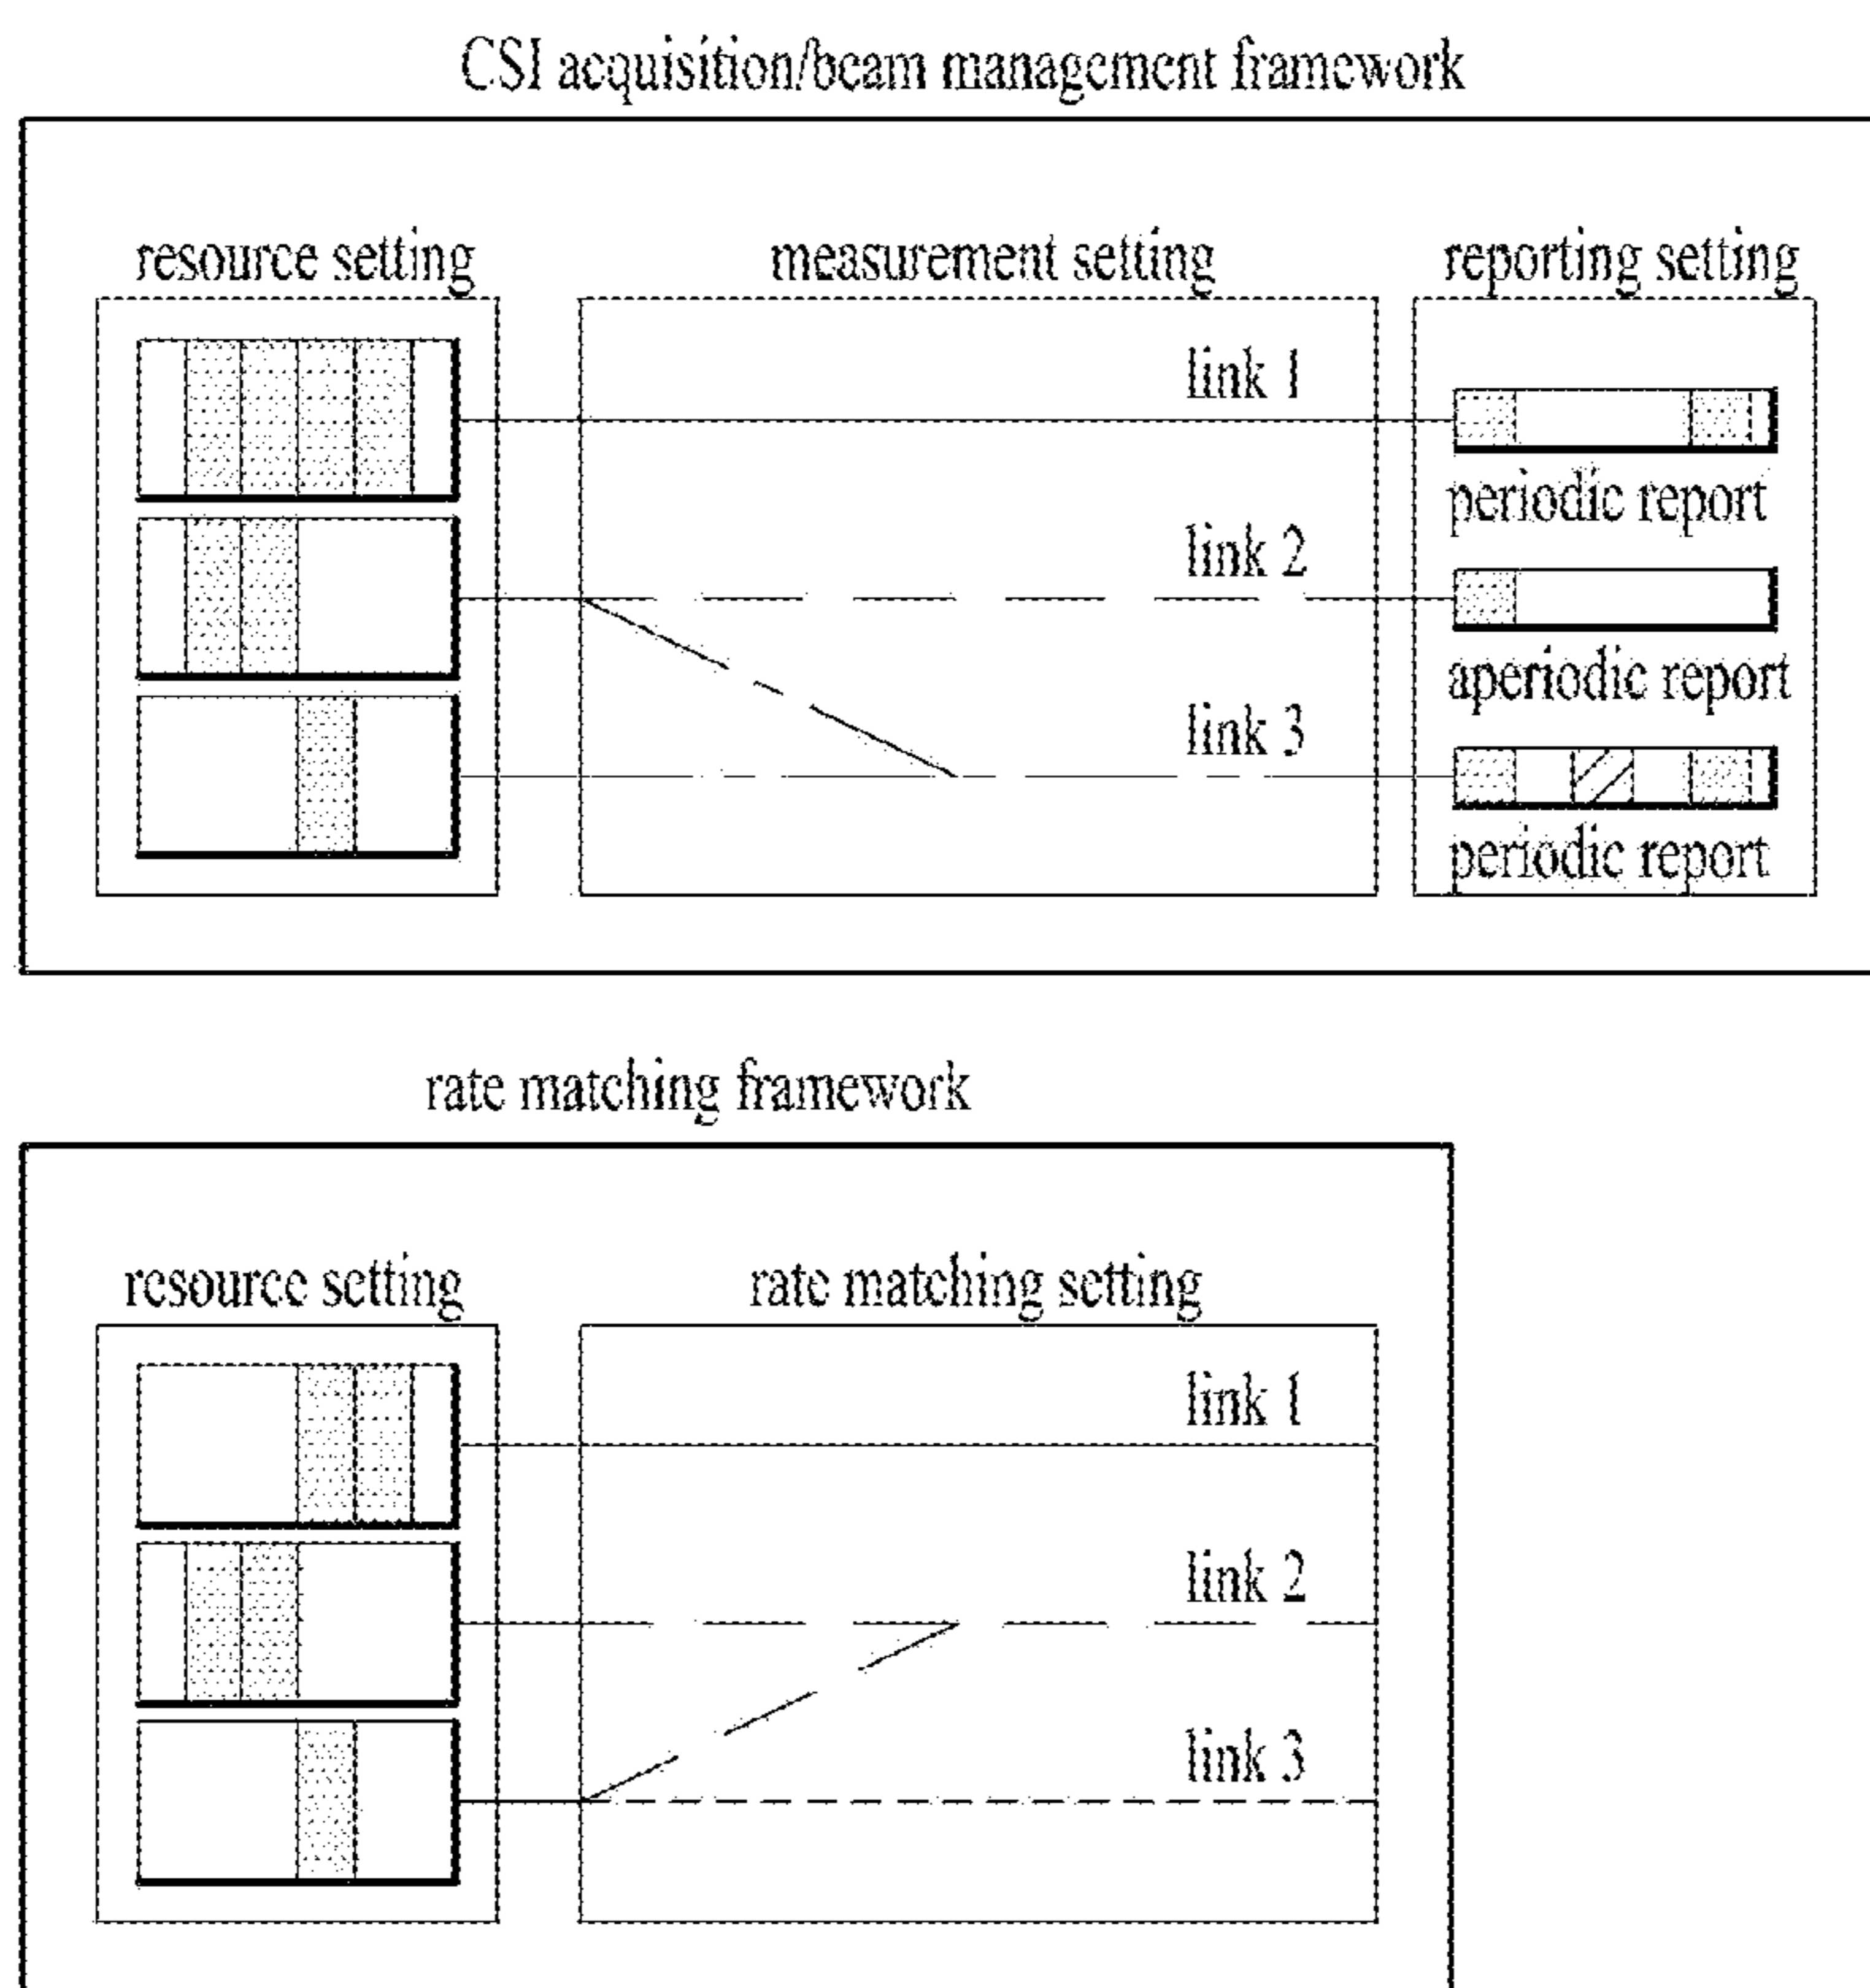 CSI acquisition/beam management framework
resource setting
measurement setting
reporting setting
link 1
periodic report
link 2
aperiodic report
link 3
periodic report
rate matching framework
resource setting
rate matching setting
link 1
link 2
link 3